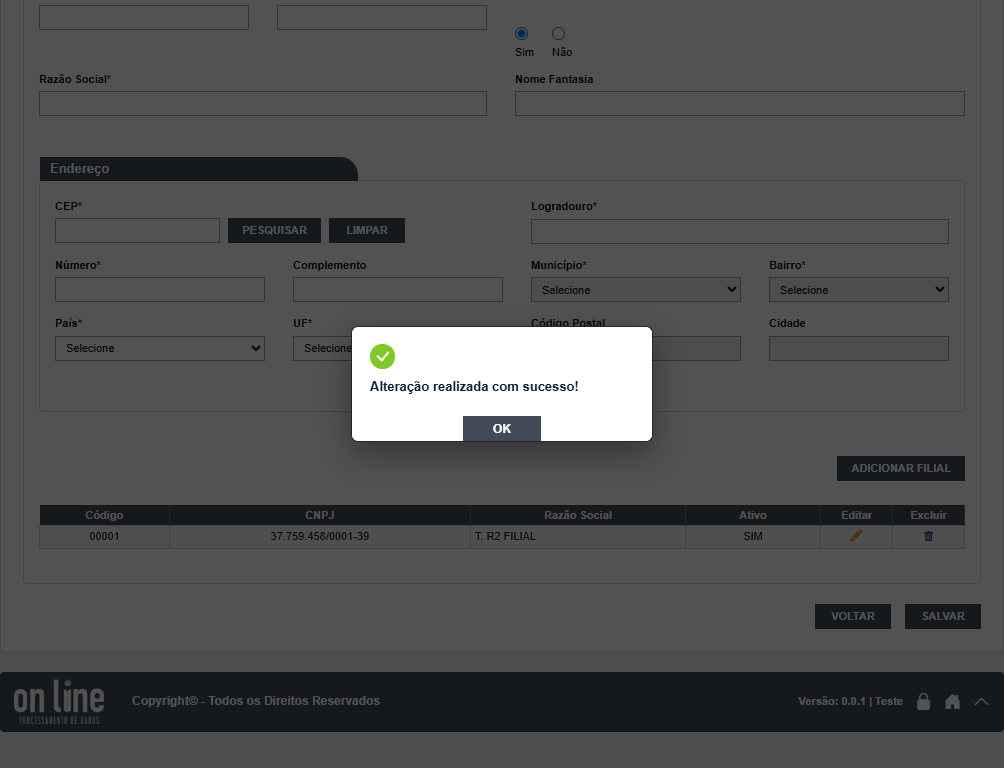 Sim Não
Razão Social* Nome Fantasia
Endereço
CEP* Logradouro*
PESQUISAR LIMPAR
Número* Complemento Município* Bairro*
Selecione Selecione
País* UF* Código Postal Cidade
Selecione Selecione
Alteração realizada com sucesso!
OK
ADICIONAR FILIAL
Código CNPJ Razão Social Ativo Editar Excluir
00001 37.759.458/0001-39 T. R2 FILIAL SIM
VOLTAR SALVAR
on line
PROCESSAMENTO DE DADOS
Copyright© - Todos os Direitos Reservados
Versão: 0.0.1 | Teste